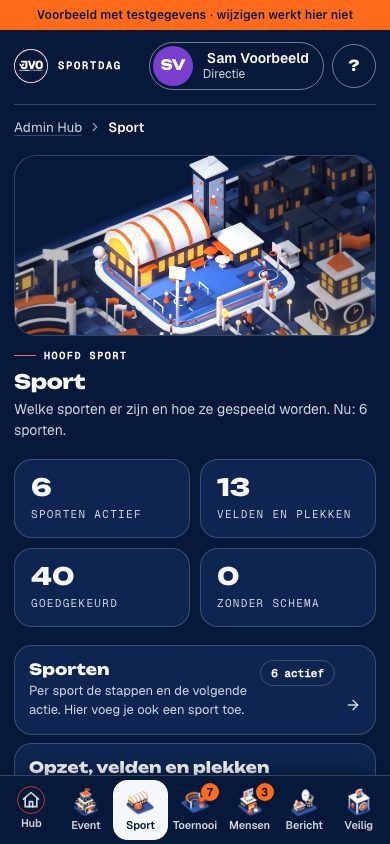 Voorbeeld met testgegevens · wijzigen werkt hier niet
JVO
SPORTDAG
SV
Sam Voorbeeld
Directie
?
Admin Hub > Sport
HOOFD SPORT
Sport
Welke sporten er zijn en hoe ze gespeeld worden. Nu: 6
sporten.
6
SPORTEN ACTIEF
13
VELDEN EN PLEKKEN
40
GOEDGEKEURD
0
ZONDER SCHEMA
Sporten
6 actief
Per sport de stappen en de volgende
actie. Hier voeg je ook een sport toe.
→
Opzet, velden en plekken
7
3
Hub
Event
Sport
Toernooi
Mensen
Bericht
Veilig